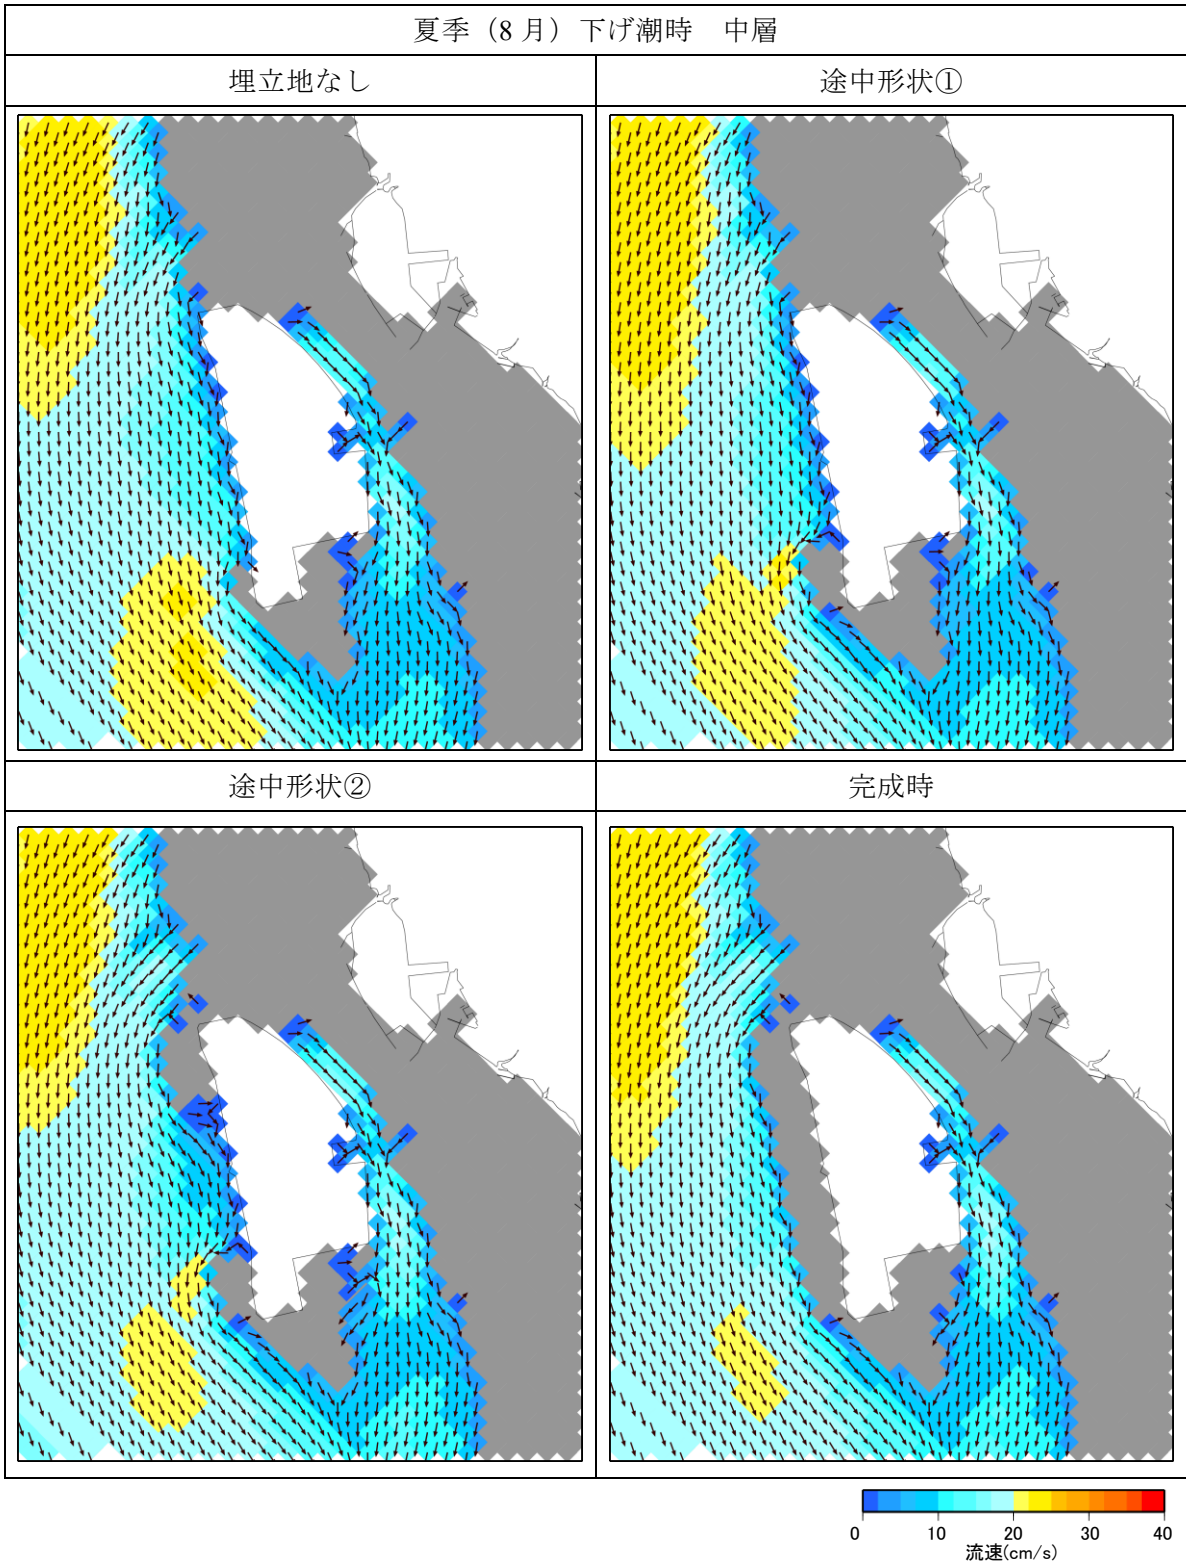 夏季（8 月）下げ潮時　中層
埋立地なし
途中形状①
途中形状②
完成時
0 10 20 30 40
流速(cm/s)